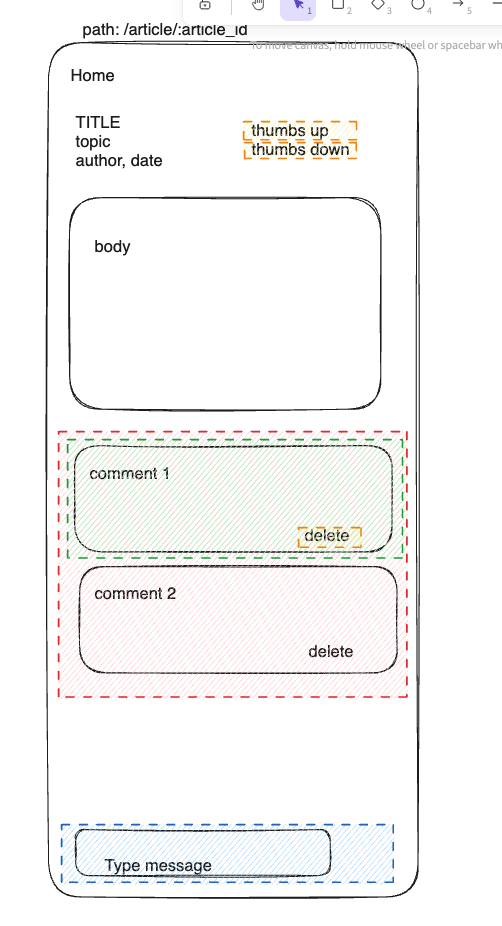 path: /article/:article_id
1
2
3
4
5
To move canvas, hold mouse wheel or spacebar wh
Home
TITLE
topic
author, date
thumbs up
thumbs down
body
comment 1
delete
comment 2
delete
Type message